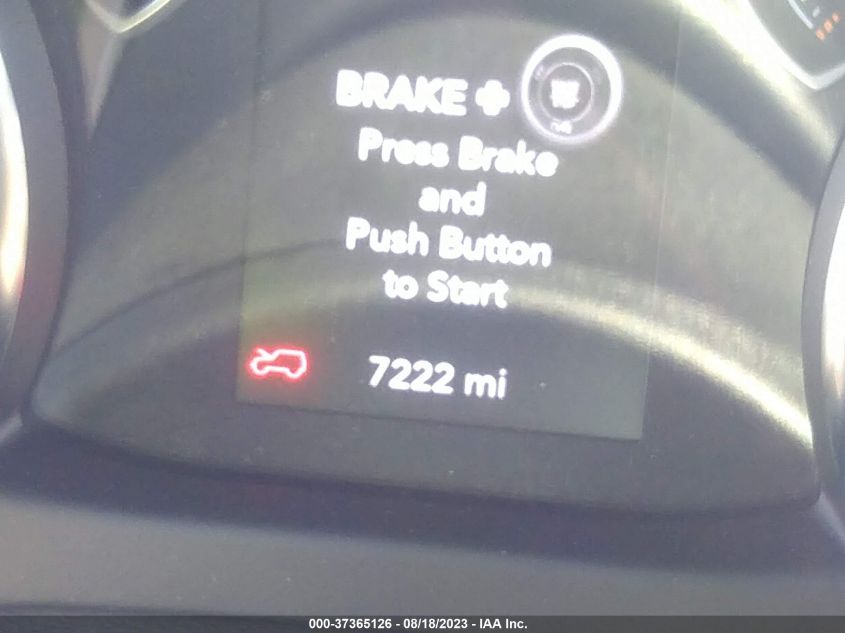 BRAKE +
Press Brake
and
Push Button
to Start
7222 mi
000-37365126 - 08/18/2023 - IAA Inc.